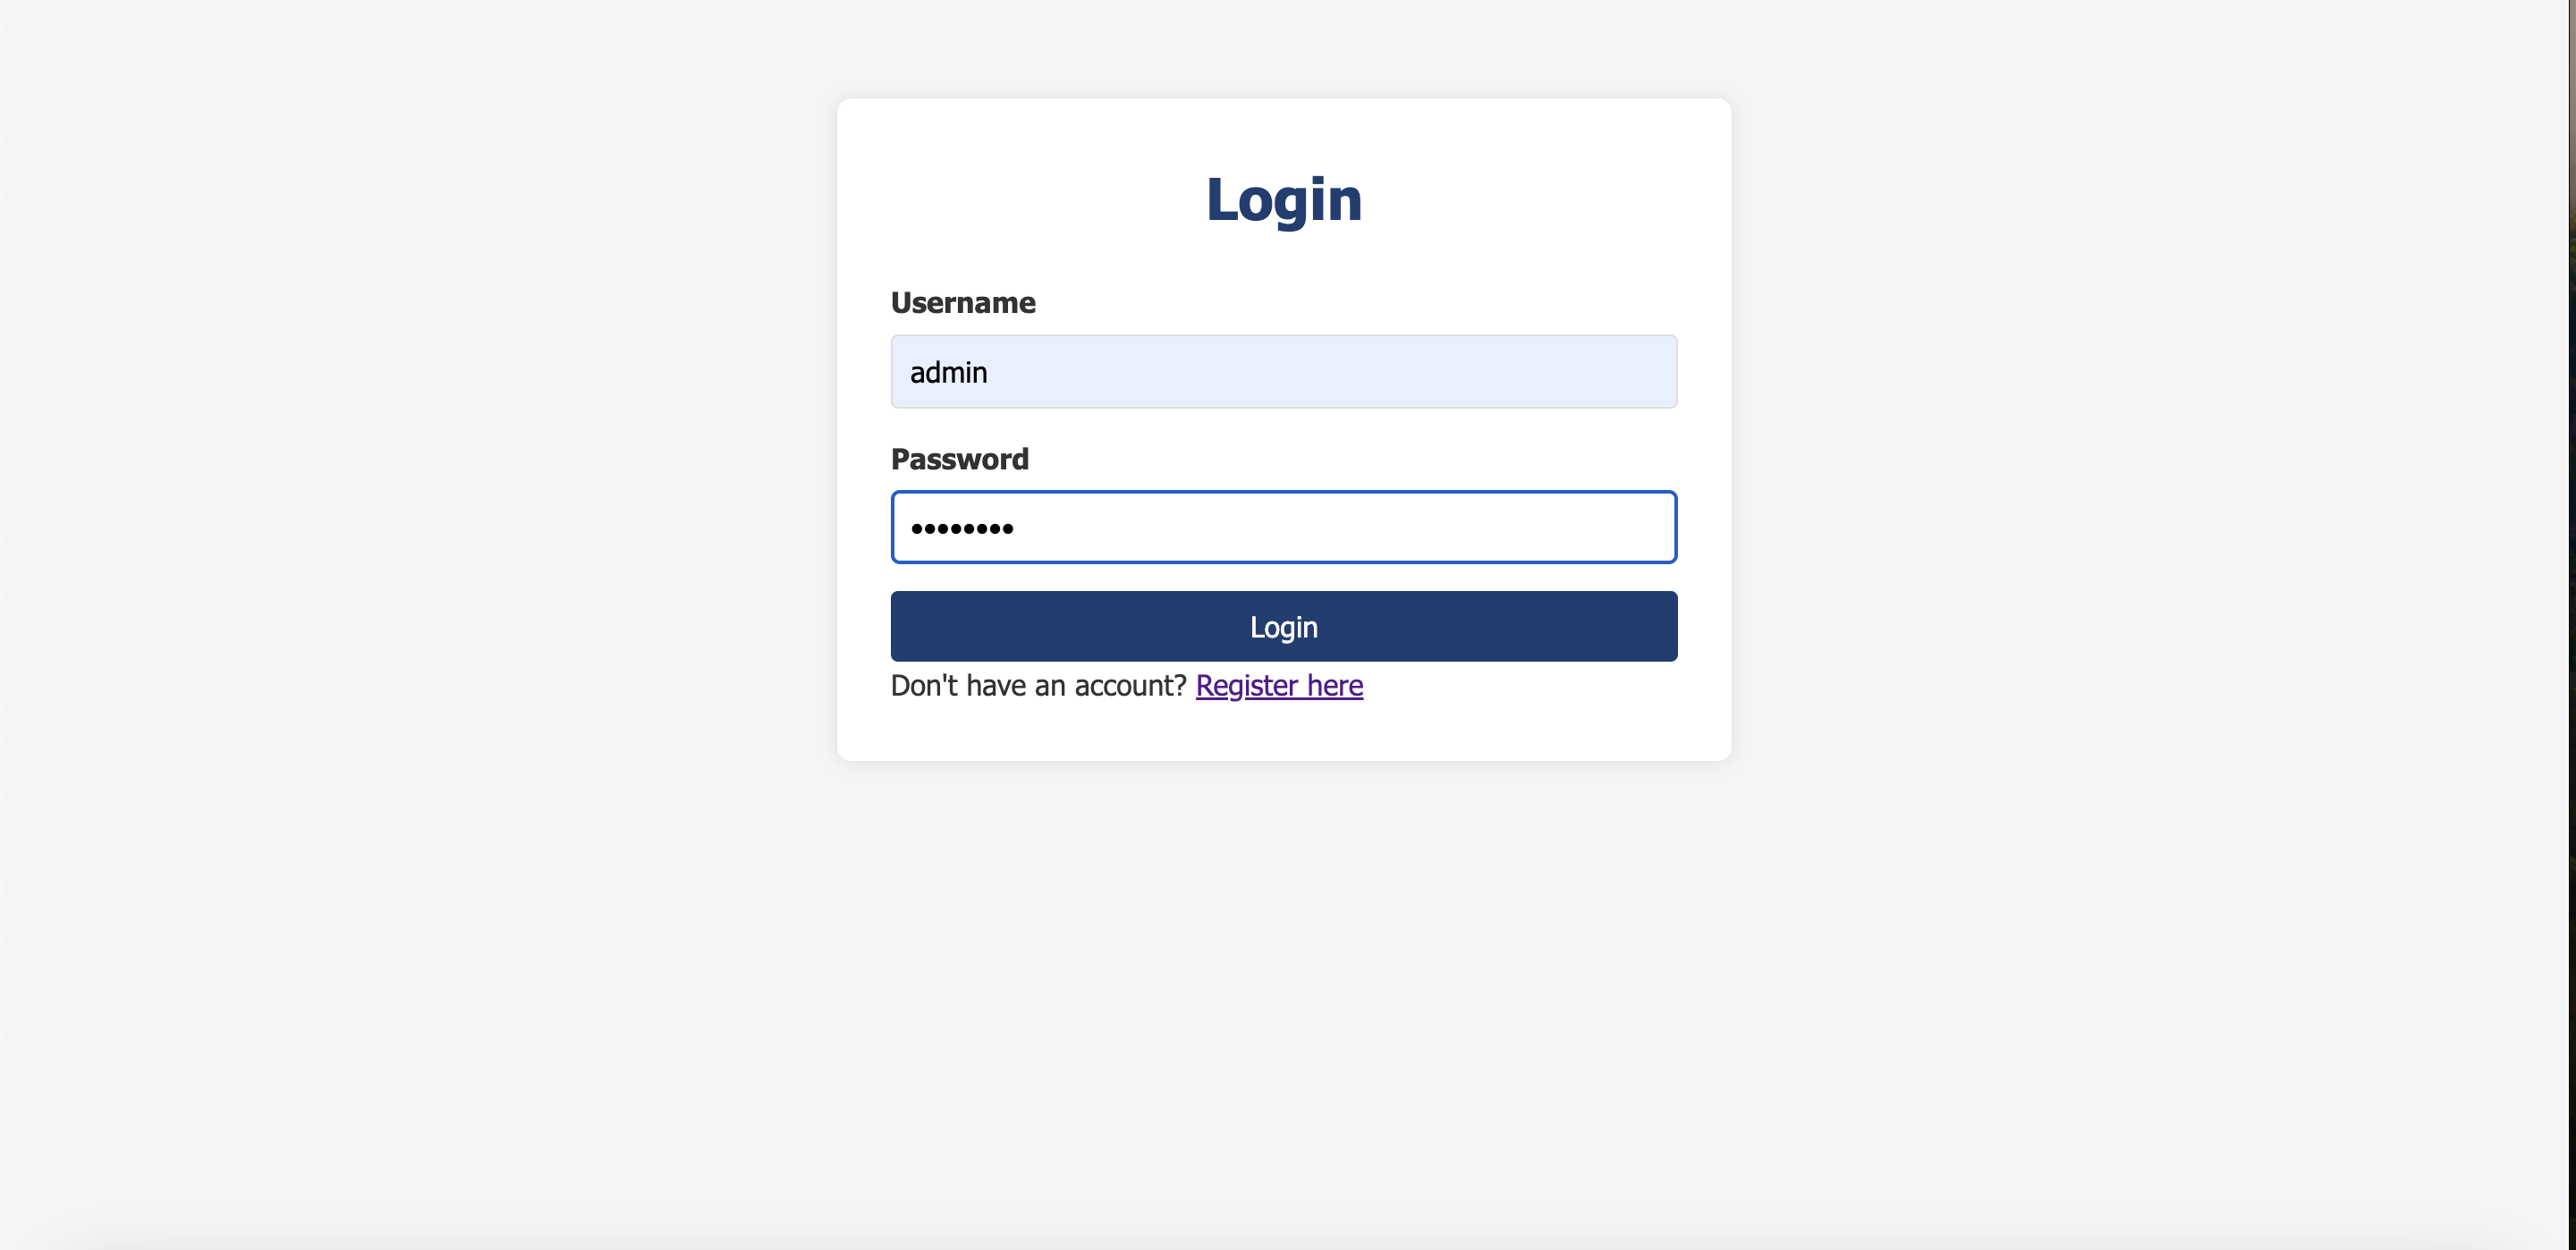 Login
Username
admin
Password
••••••••
Login
Don't have an account? Register here